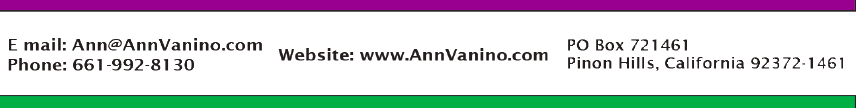 E mail: Ann@AnnVanino.com
Phone: 661-992-8130
Website: www.AnnVanino.com
PO Box 721461
Pinon Hills, California 92372-1461